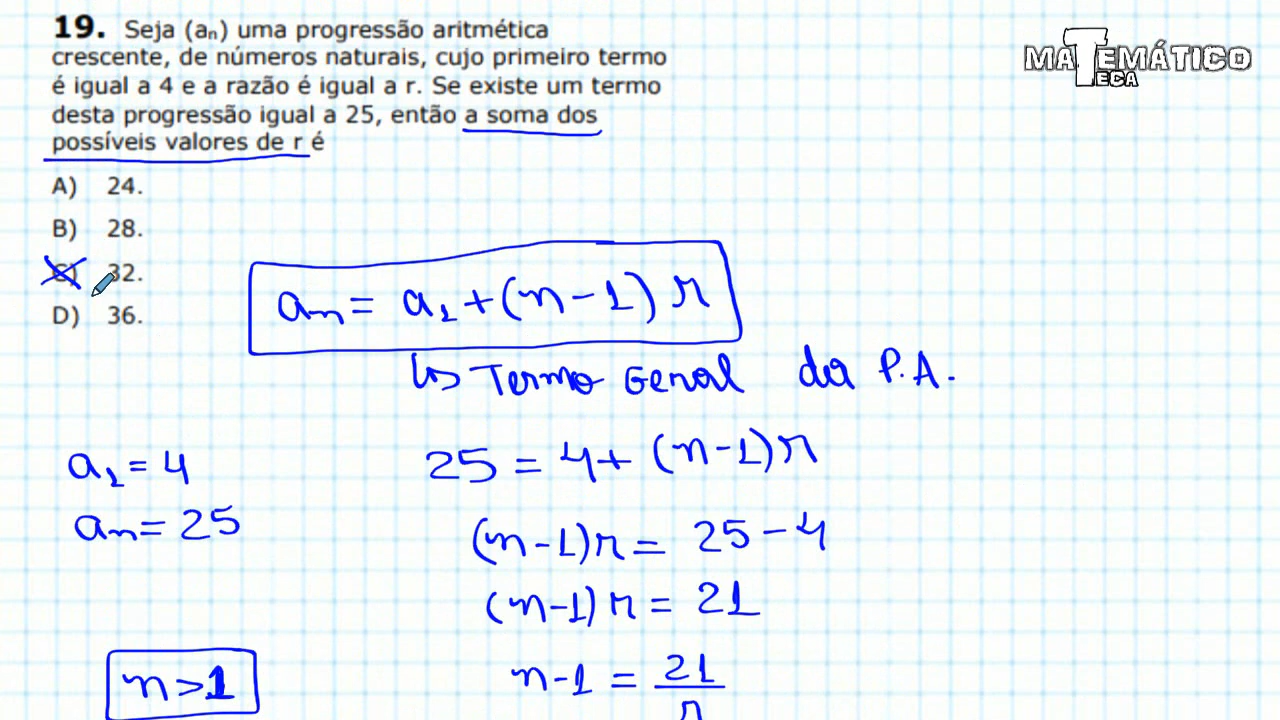 19. Seja (aₙ) uma progressão aritmética
crescente, de números naturais, cujo primeiro termo
é igual a 4 e a razão é igual a r. Se existe um termo
desta progressão igual a 25, então a soma dos
possíveis valores de r é
MATEMÁTICO
TECA
A) 24.
B) 28.
C) 32.
D) 36.
aₙ = a₁ + (n - 1) r
↳ Termo Geral da P.A.
a₁ = 4
aₙ = 25
25 = 4 + (n - 1) r
(n - 1) r = 25 - 4
(n - 1) r = 21
n > 1
n - 1 = 21
r